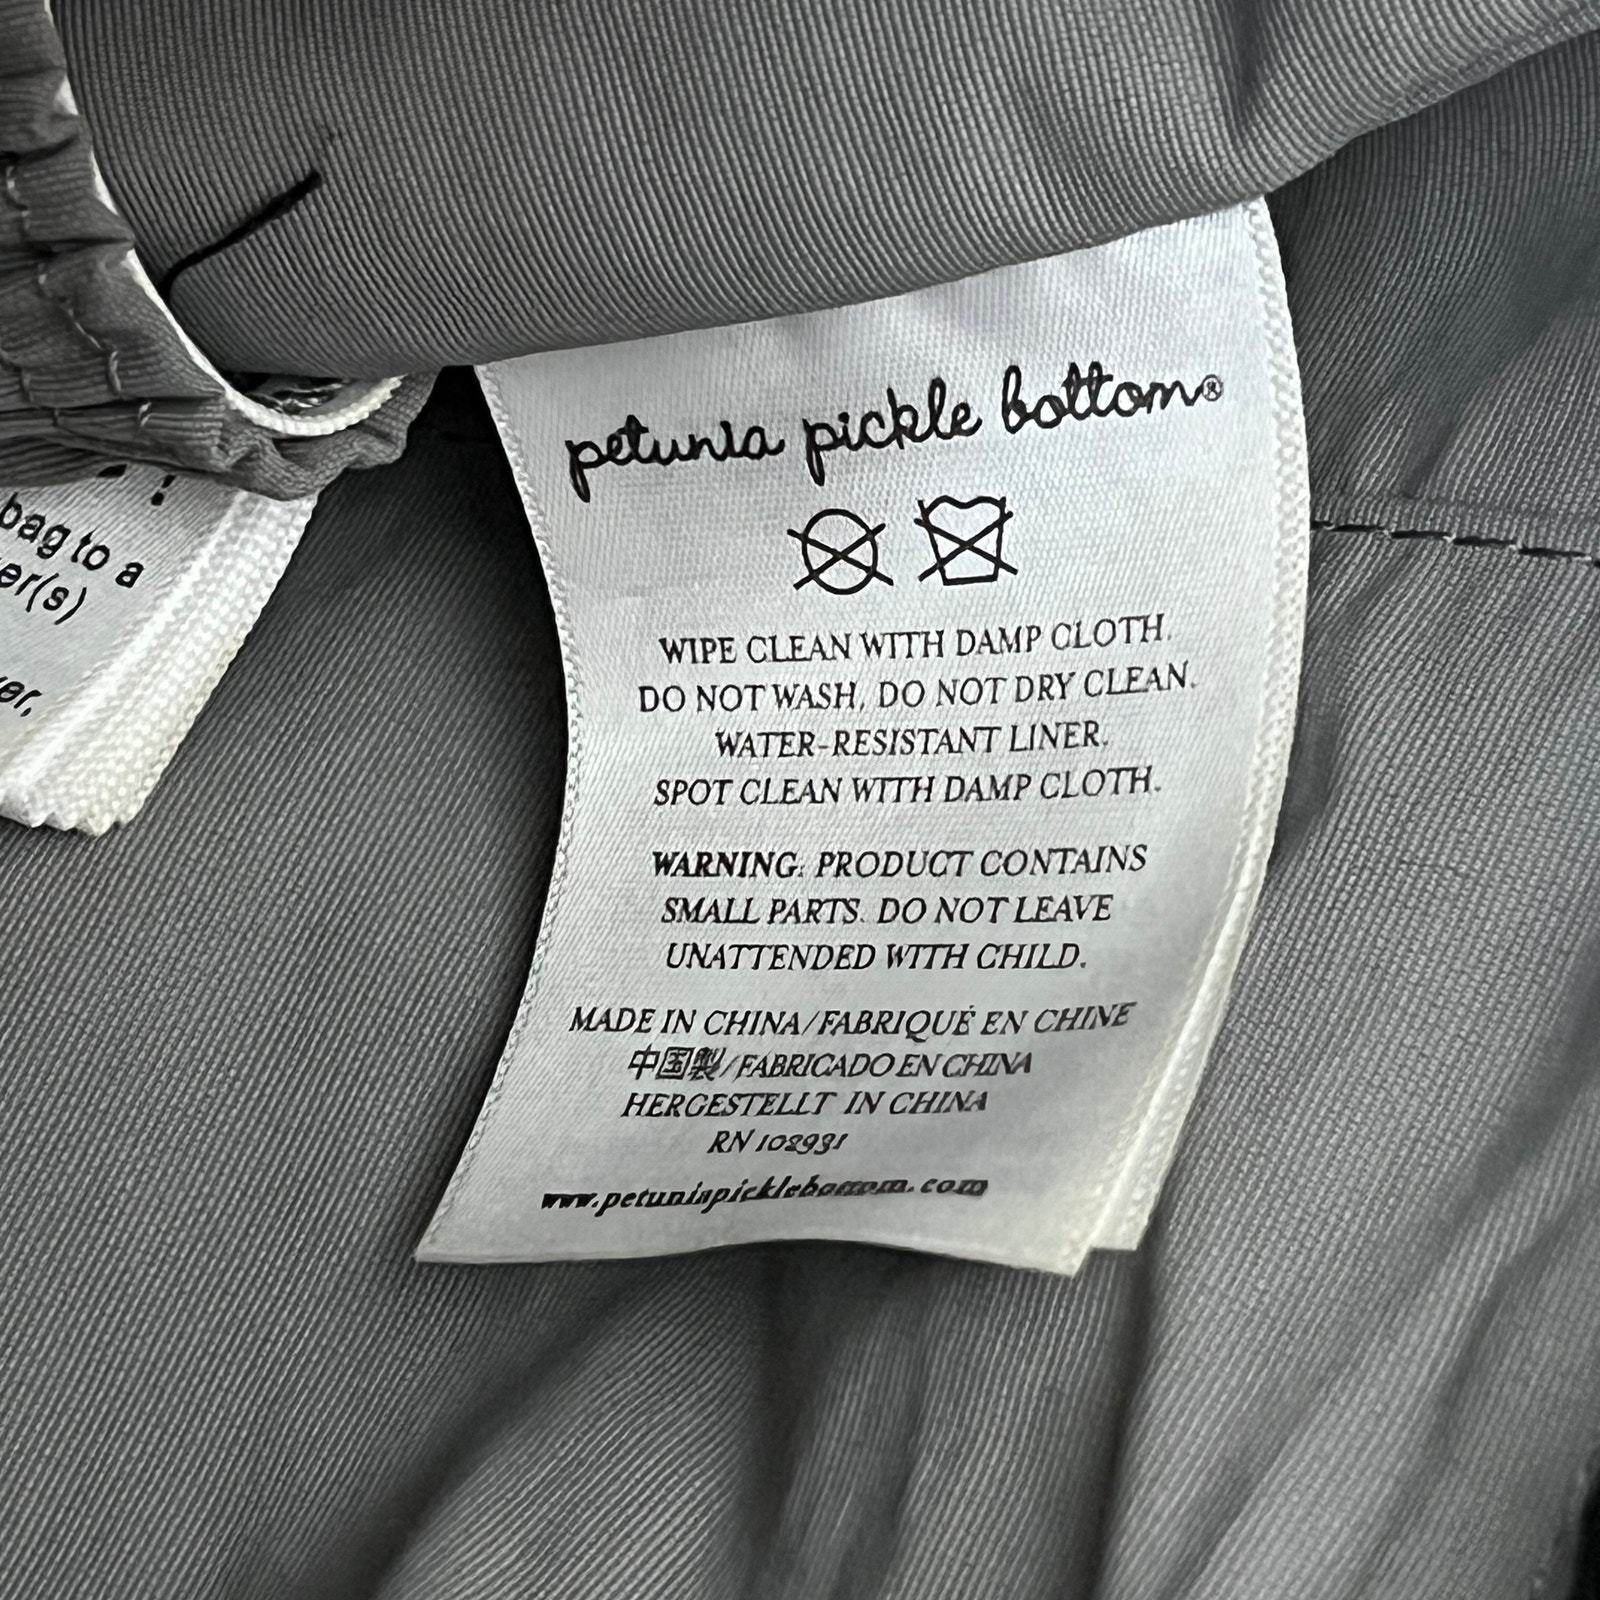 petunia pickle bottom®
WIPE CLEAN WITH DAMP CLOTH.
DO NOT WASH, DO NOT DRY CLEAN.
WATER-RESISTANT LINER.
SPOT CLEAN WITH DAMP CLOTH.
WARNING: PRODUCT CONTAINS
SMALL PARTS. DO NOT LEAVE
UNATTENDED WITH CHILD.
MADE IN CHINA/FABRIQUÉ EN CHINE
中国製/FABRICADO EN CHINA
HERGESTELLT IN CHINA
RN 102931
www.petuniapicklebottom.com
bag to a